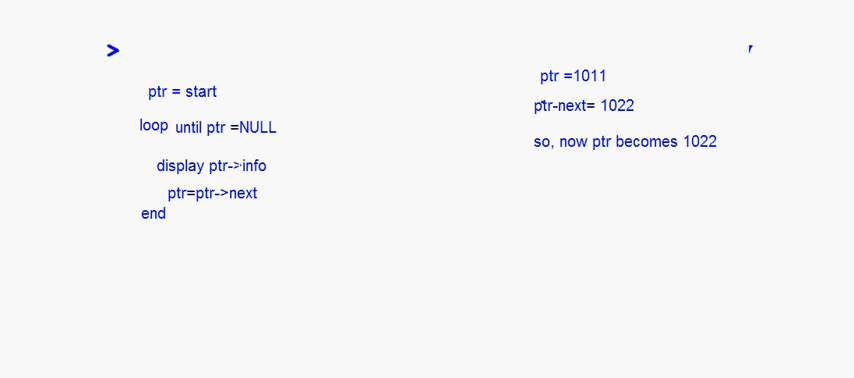 >
ptr = start
loop until ptr =NULL
display ptr->info
ptr=ptr->next
end
ptr =1011
ptr-next= 1022
so, now ptr becomes 1022